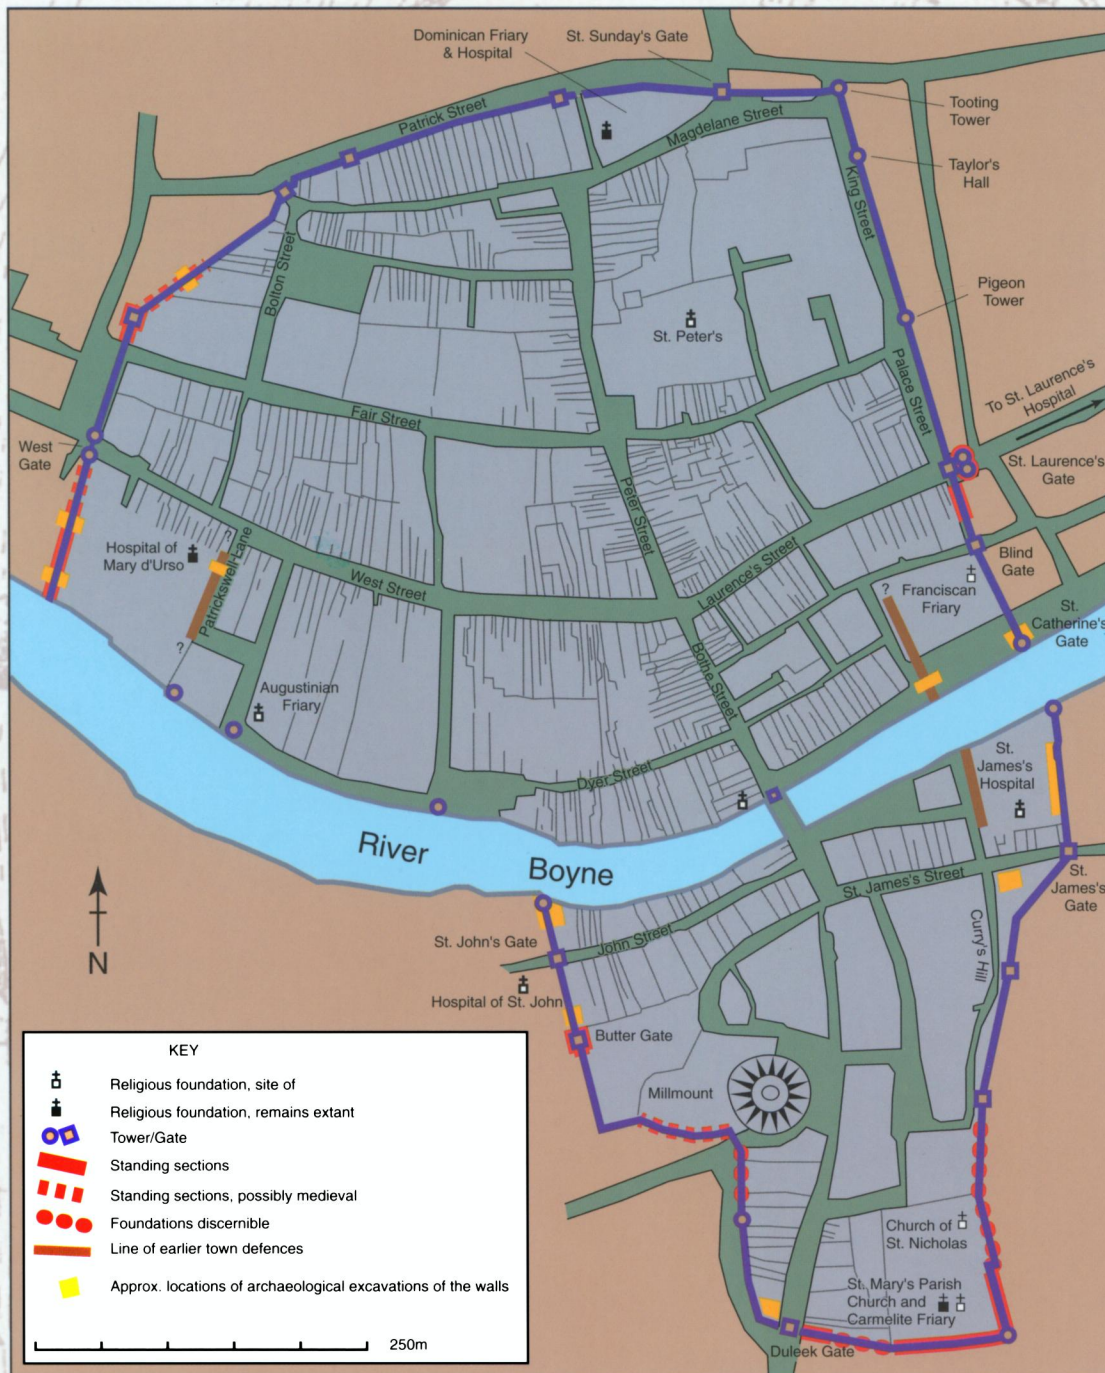 Dominican Friary
& Hospital
St. Sunday's Gate
Tooting
Tower
Patrick Street
Magdelane Street
Taylor's
Hall
King Street
Bolton Street
Pigeon
Tower
St. Peter's
Palace Street
To St. Laurence's
Hospital
Fair Street
West
Gate
St. Laurence's
Gate
Peter Street
Hospital of
Mary d'Urso
?
Patrickswell Lane
?
West Street
Laurence's Street
Blind
Gate
?
Franciscan
Friary
St.
Catherine's
Gate
Bothe Street
Augustinian
Friary
Dyer Street
St.
James's
Hospital
River Boyne
St. James's Street
St.
James's
Gate
N
St. John's Gate
John Street
Curry's Hill
Hospital of St. John
Butter Gate
Millmount
Church of
St. Nicholas
St. Mary's Parish
Church and
Carmelite Friary
Duleek Gate
KEY
Religious foundation, site of
Religious foundation, remains extant
Tower/Gate
Standing sections
Standing sections, possibly medieval
Foundations discernible
Line of earlier town defences
Approx. locations of archaeological excavations of the walls
250m